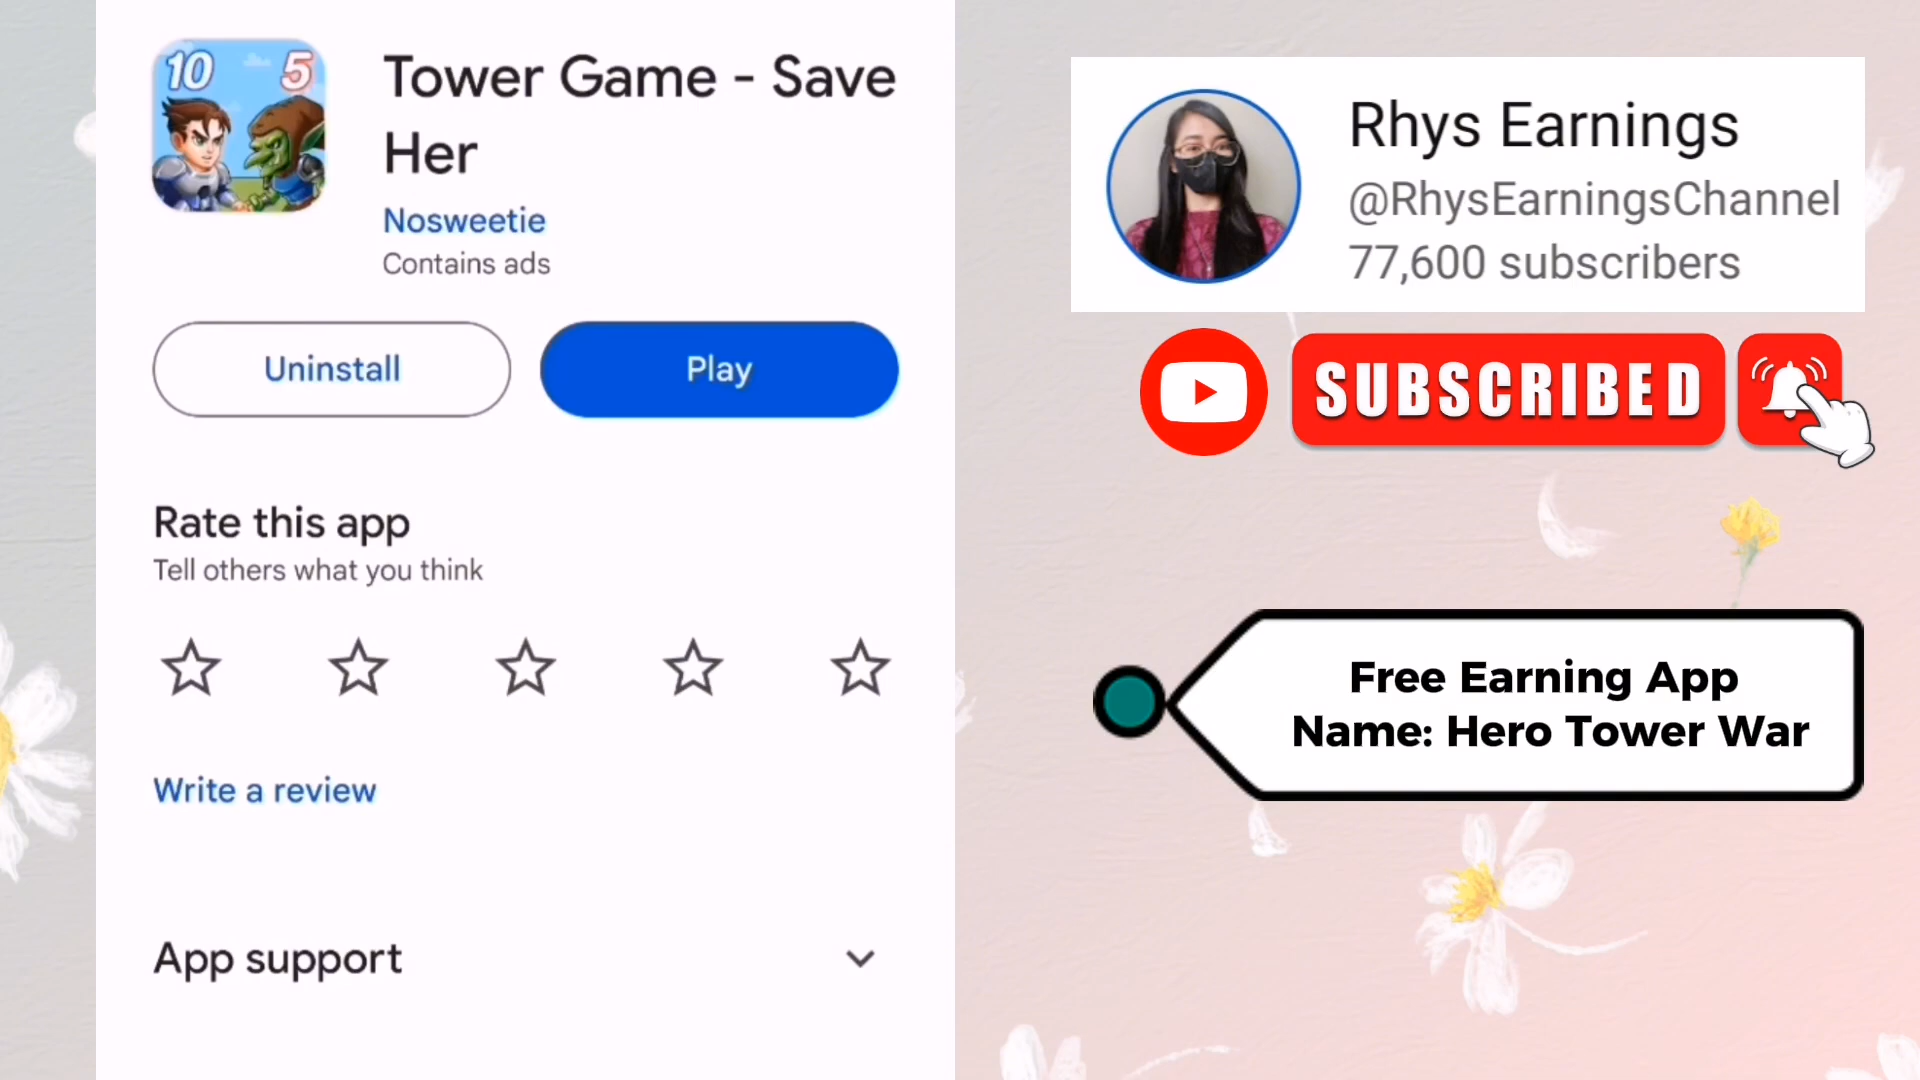 10 5
Tower Game - Save
Her
Nosweetie
Contains ads
Uninstall
Play
Rate this app
Tell others what you think
Write a review
App support
Rhys Earnings
@RhysEarningsChannel
77,600 subscribers
SUBSCRIBED
Free Earning App
Name: Hero Tower War